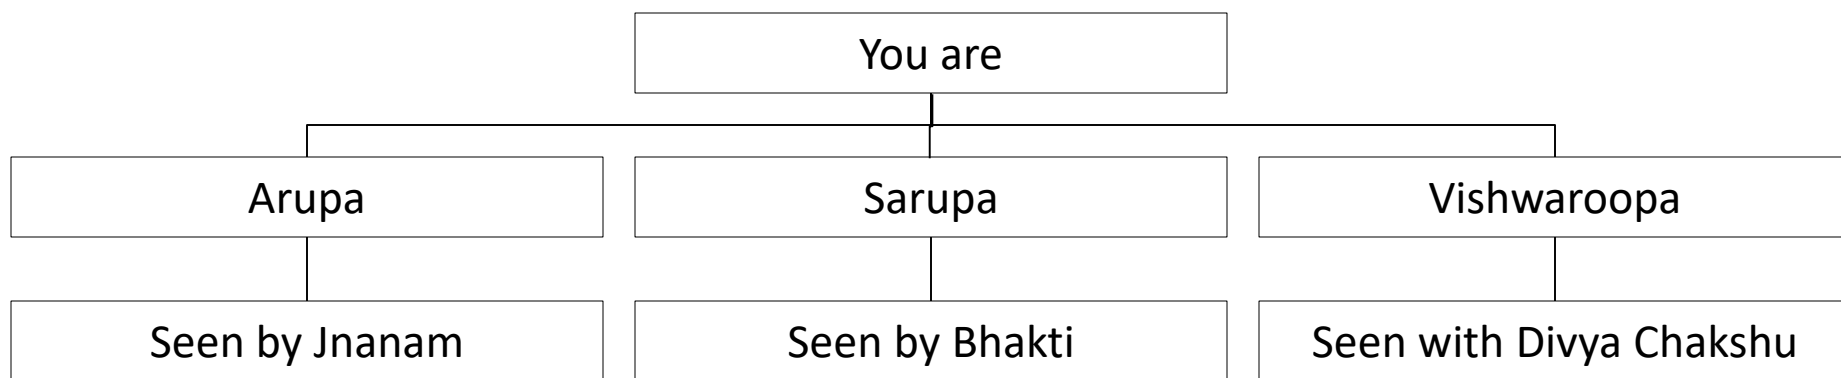 You are
Arupa
Sarupa
Vishwaroopa
Seen by Jnanam
Seen by Bhakti
Seen with Divya Chakshu